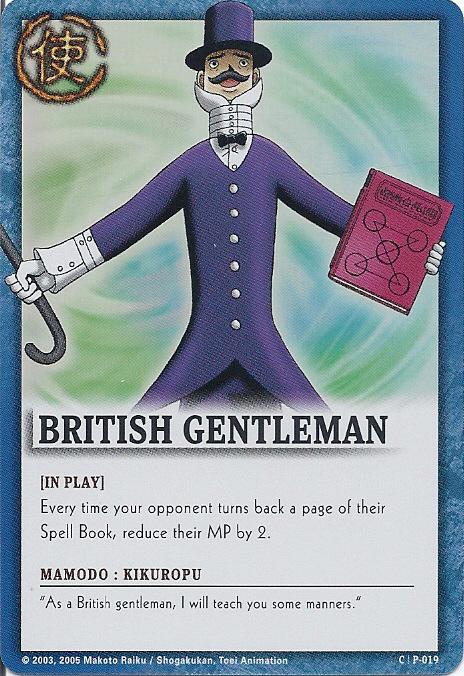 使
BRITISH GENTLEMAN
[IN PLAY]
Every time your opponent turns back a page of their
Spell Book, reduce their MP by 2.
MAMODO : KIKUROPU
"As a British gentleman, I will teach you some manners."
© 2003, 2005 Makoto Raiku / Shogakukan, Toei Animation
C | P-019